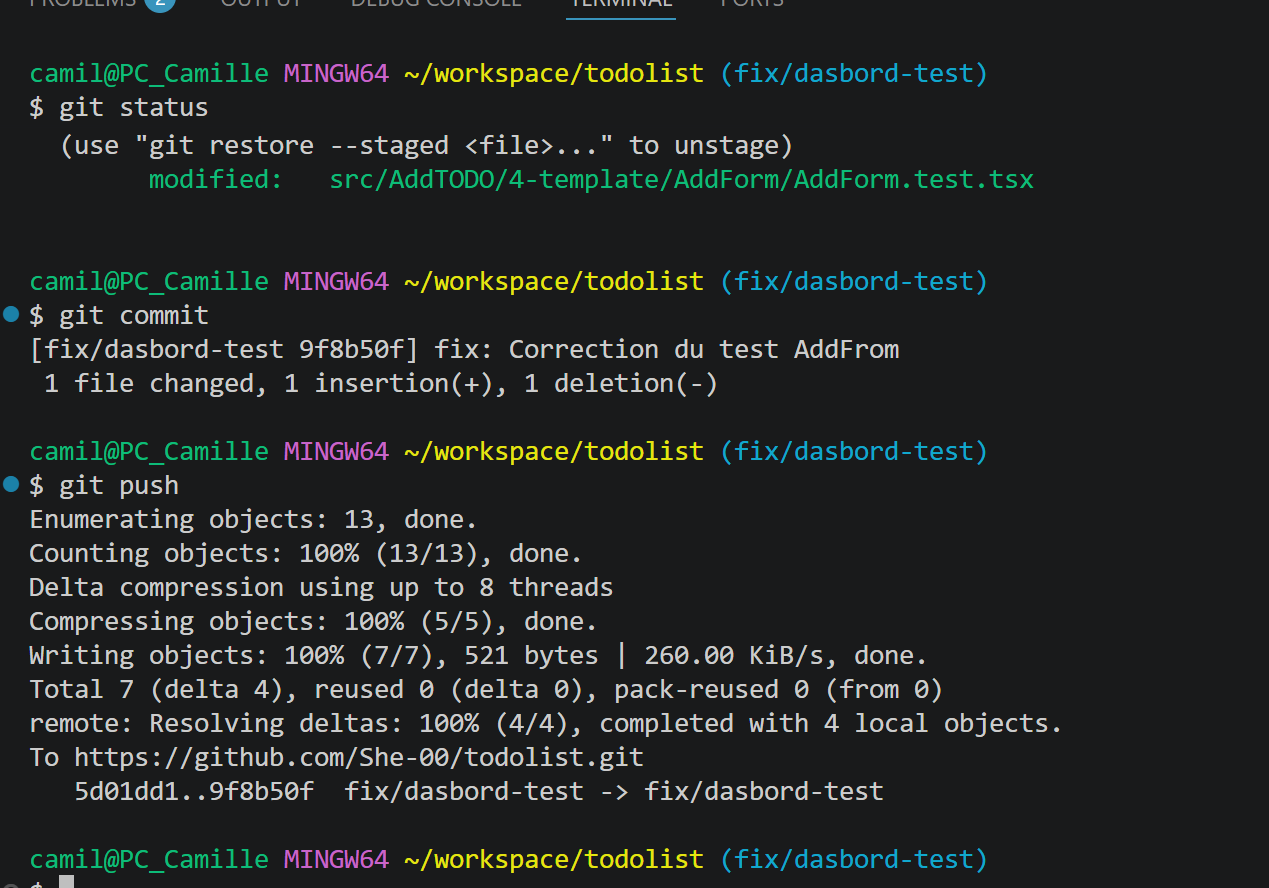 PROBLEMS 2 OUTPUT DEBUG CONSOLE TERMINAL PORTS
camil@PC_Camille MINGW64 ~/workspace/todolist (fix/dasbord-test)
$ git status
(use "git restore --staged <file>..." to unstage)
modified: src/AddTODO/4-template/AddForm/AddForm.test.tsx
camil@PC_Camille MINGW64 ~/workspace/todolist (fix/dasbord-test)
$ git commit
[fix/dasbord-test 9f8b50f] fix: Correction du test AddFrom
1 file changed, 1 insertion(+), 1 deletion(-)
camil@PC_Camille MINGW64 ~/workspace/todolist (fix/dasbord-test)
$ git push
Enumerating objects: 13, done.
Counting objects: 100% (13/13), done.
Delta compression using up to 8 threads
Compressing objects: 100% (5/5), done.
Writing objects: 100% (7/7), 521 bytes | 260.00 KiB/s, done.
Total 7 (delta 4), reused 0 (delta 0), pack-reused 0 (from 0)
remote: Resolving deltas: 100% (4/4), completed with 4 local objects.
To https://github.com/She-00/todolist.git
5d01dd1..9f8b50f fix/dasbord-test -> fix/dasbord-test
camil@PC_Camille MINGW64 ~/workspace/todolist (fix/dasbord-test)
$